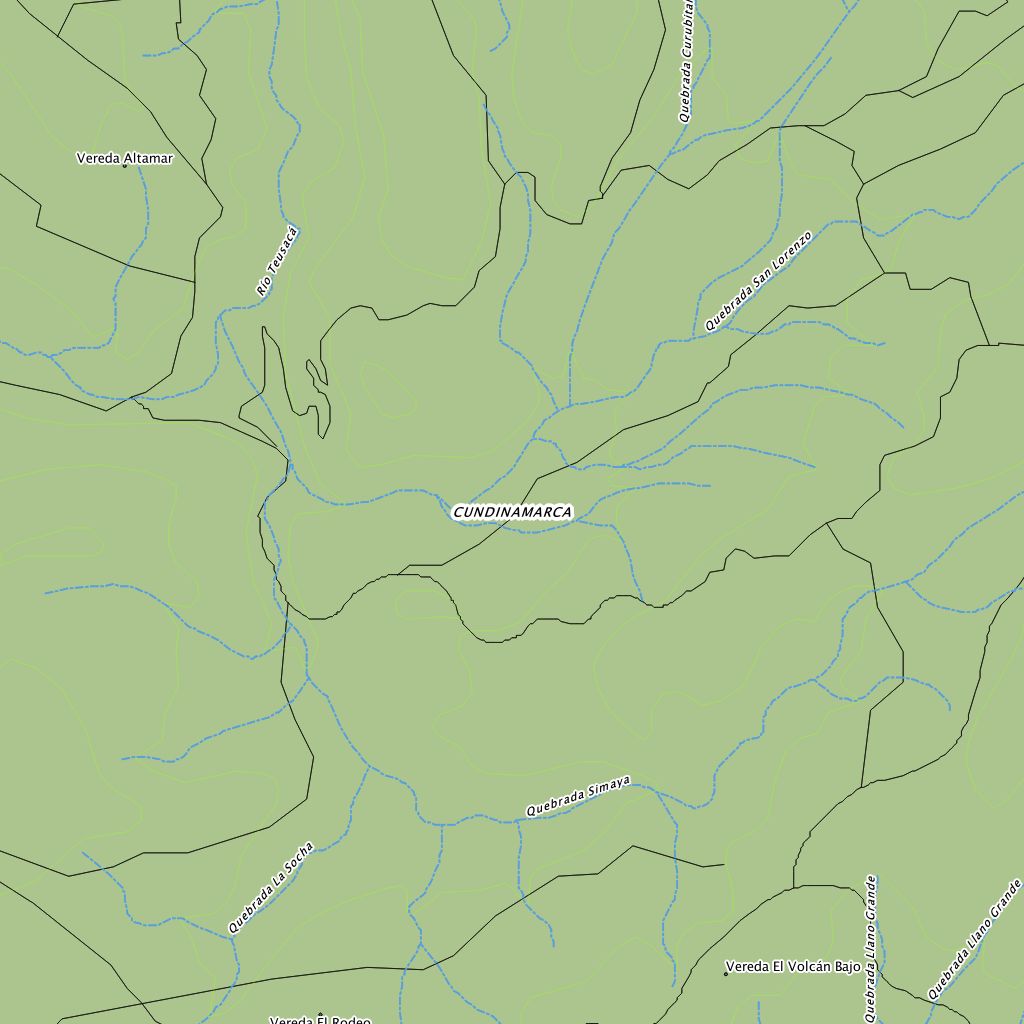 Quebrada Curubital
Vereda Altamar
Río Teusacá
Quebrada San Lorenzo
CUNDINAMARCA
Quebrada Simaya
Quebrada La Socha
Quebrada Llano Grande
Quebrada Llano Grande
Vereda El Volcán Bajo
Vereda El Rodeo